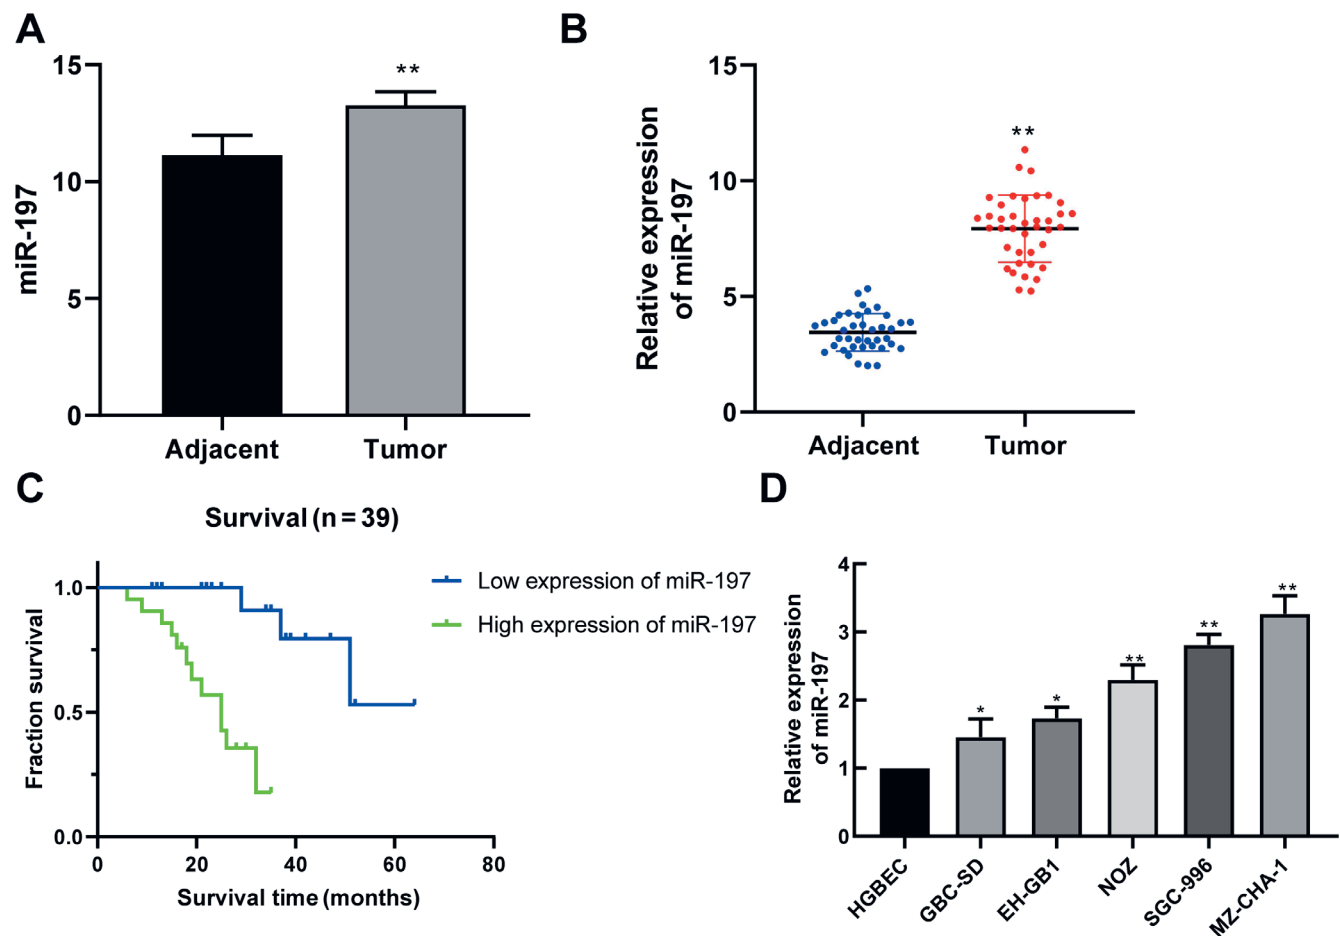 A
15
10
5
0
miR-197
**
Adjacent
Tumor
B
15
10
5
0
Relative expression
of miR-197
**
Adjacent
Tumor
C
Survival (n = 39)
1.0
0.5
0.0
Fraction survival
0
20
40
60
80
Survival time (months)
Low expression of miR-197
High expression of miR-197
D
4
3
2
1
0
Relative expression
of miR-197
*
*
**
**
**
HGBEC
GBC-SD
EH-GB1
NOZ
SGC-996
MZ-CHA-1